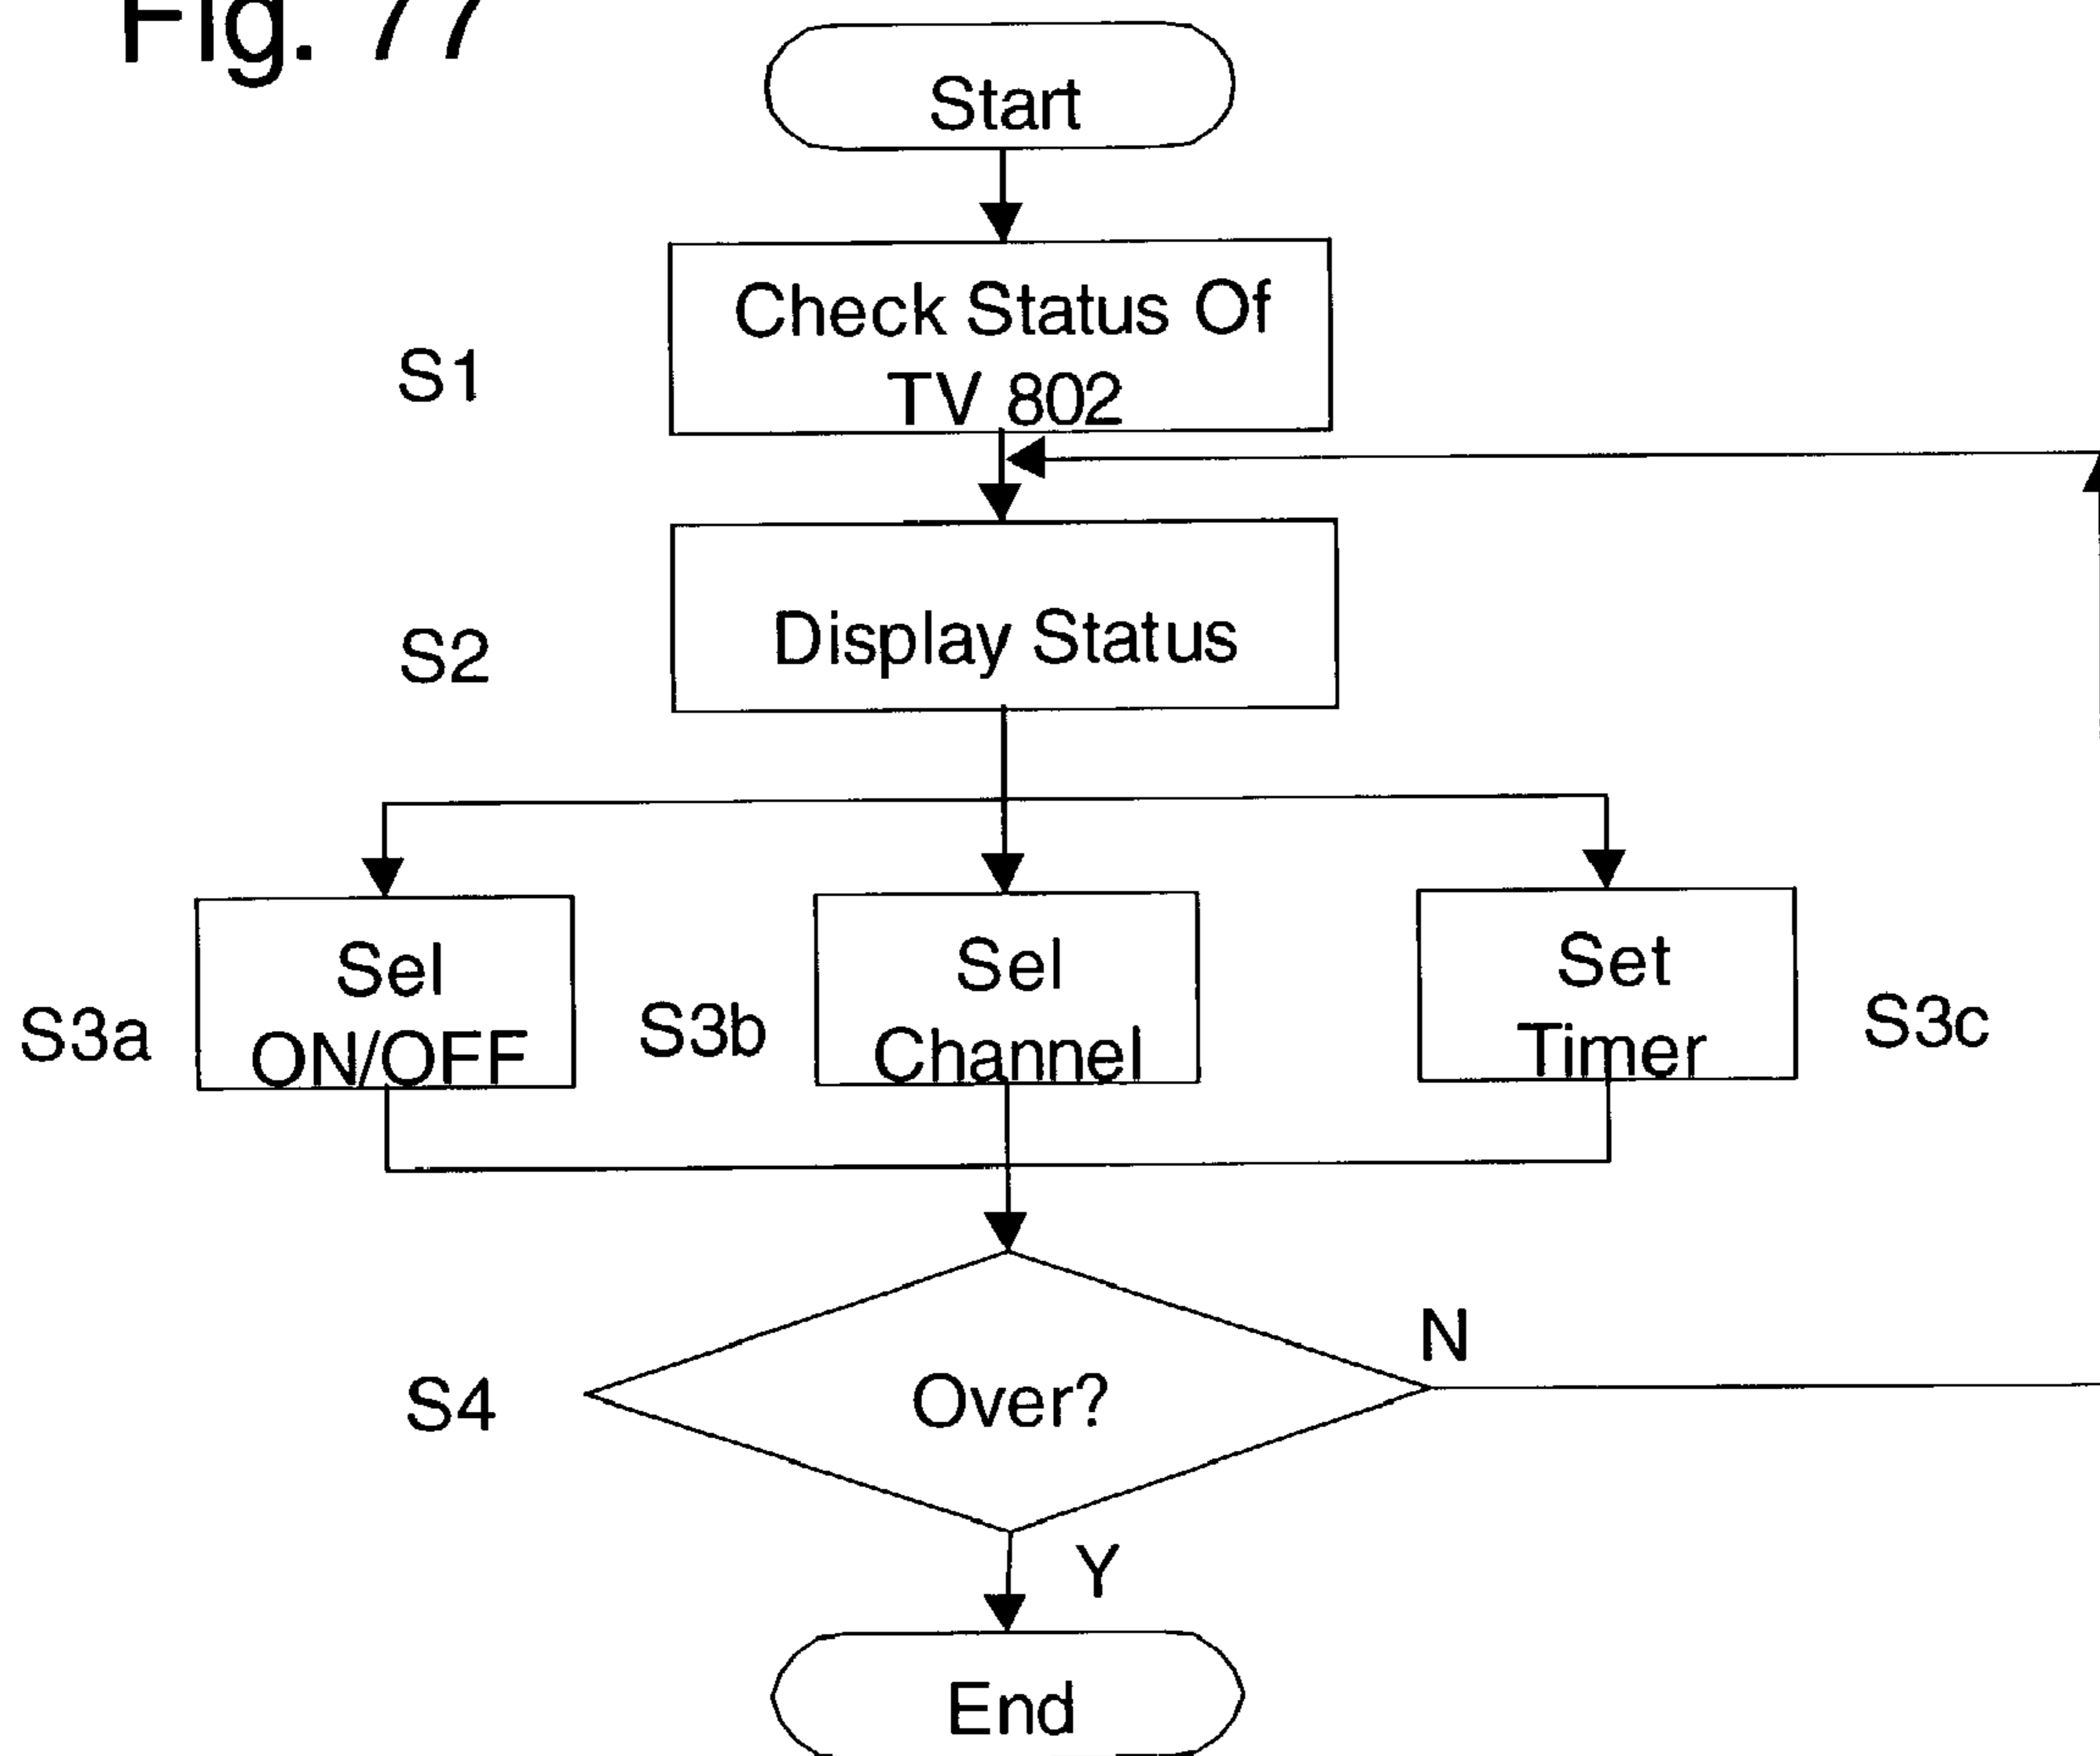 Fig. 77
Start
Check Status Of
TV 802
S1
Display Status
S2
Sel
ON/OFF
S3a
Sel
Channel
S3b
Set
Timer
S3c
Over?
S4
N
Y
End